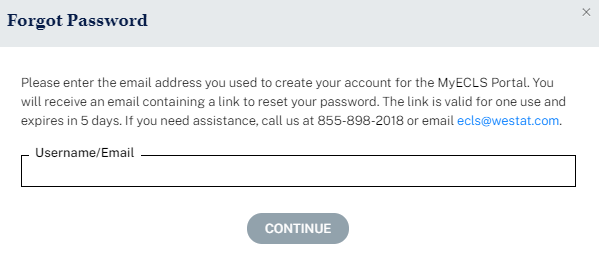 Forgot Password
×
Please enter the email address you used to create your account for the MyECLS Portal. You
will receive an email containing a link to reset your password. The link is valid for one use and
expires in 5 days. If you need assistance, call us at 855-898-2018 or email ecls@westat.com.
Username/Email
CONTINUE